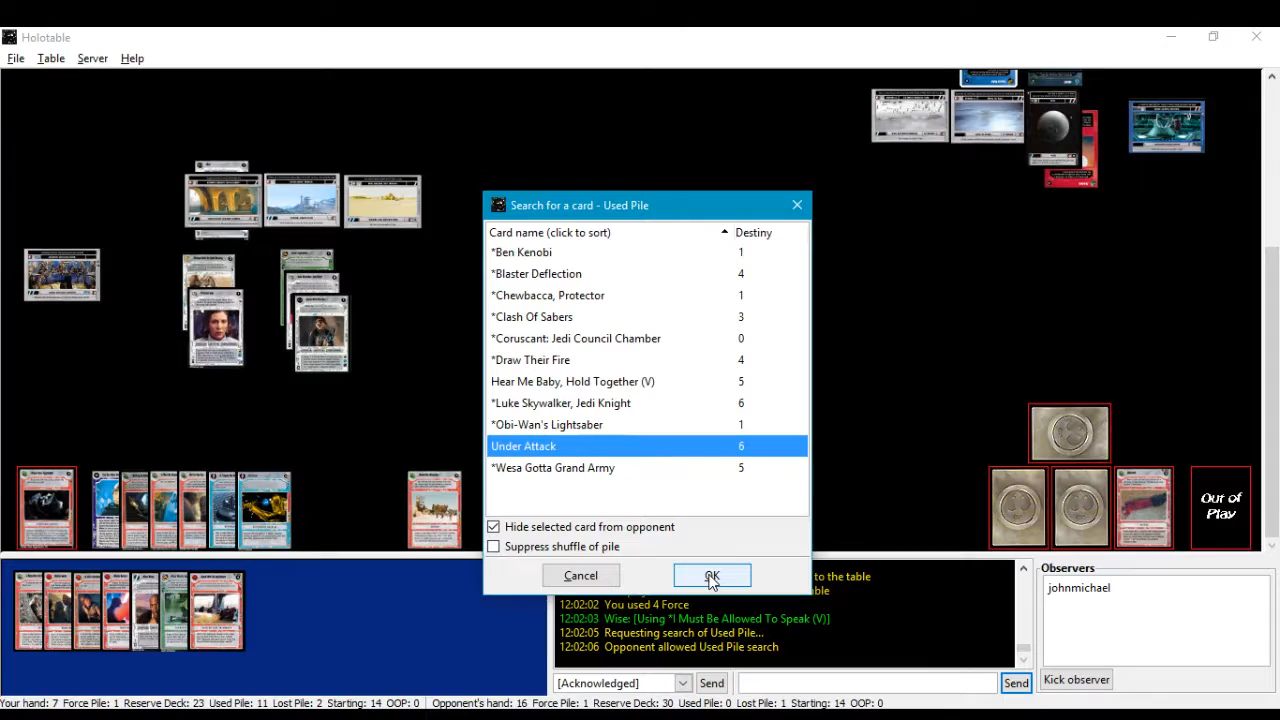 Holotable
File Table Server Help
Search for a card - Used Pile
Card name (click to sort) Destiny
*Ben Kenobi
*Blaster Deflection 4
*Chewbacca, Protector
*Clash Of Sabers 3
*Coruscant: Jedi Council Chamber 0
*Draw Their Fire 4
Hear Me Baby, Hold Together (V) 5
*Luke Skywalker, Jedi Knight 6
*Obi-Wan's Lightsaber 1
Under Attack 6
*Wesa Gotta Grand Army 5
Hide selected card from opponent
Suppress shuffle of pile
Cancel OK
Out of
Play
to the table
ble
12:02:02 You used 4 Force
12:02:03 Wise: [Using *I Must Be Allowed To Speak (V)]
12:02:05 Requesting search of Used Pile...
12:02:06 Opponent allowed Used Pile search
[Acknowledged] Send Send
Observers
johnmichael
Kick observer
Your hand: 7 Force Pile: 1 Reserve Deck: 23 Used Pile: 11 Lost Pile: 2 Starting: 14 OOP: 0 Opponent's hand: 16 Force Pile: 1 Reserve Deck: 30 Used Pile: 0 Lost Pile: 1 Starting: 14 OOP: 0